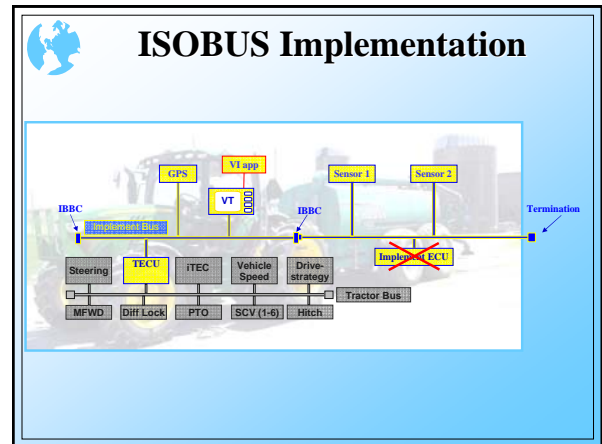 ISOBUS Implementation
VI app
GPS
Sensor 1
Sensor 2
VT
IBBC
IBBC
Termination
Implement Bus
Implement ECU
Steering
TECU
iTEC
Vehicle
Speed
Drive-
strategy
Tractor Bus
MFWD
Diff Lock
PTO
SCV (1-6)
Hitch